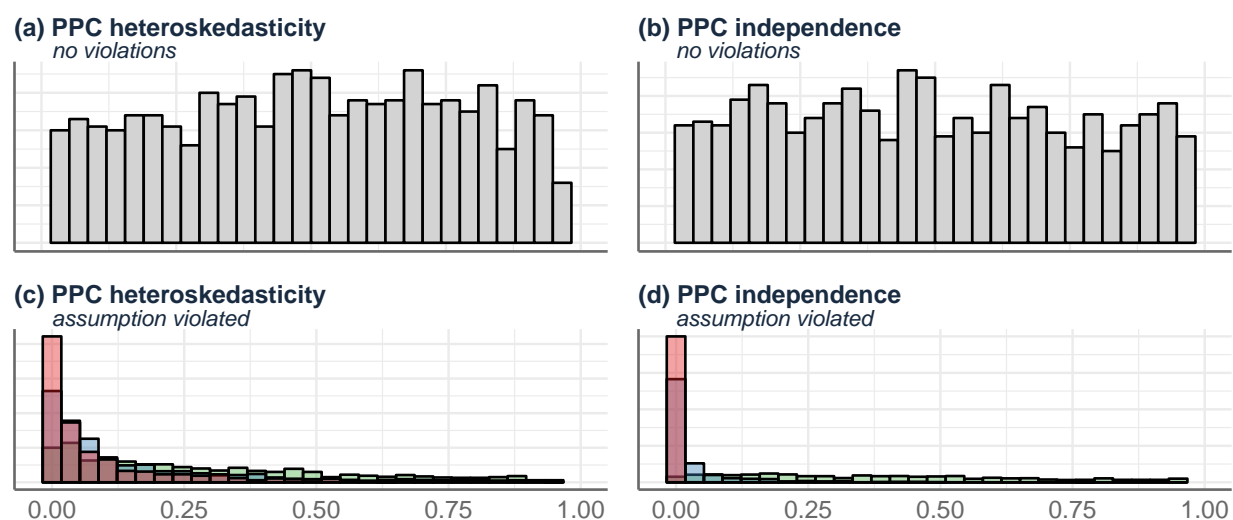 (a) PPC heteroskedasticity
no violations
(b) PPC independence
no violations
(c) PPC heteroskedasticity
assumption violated
(d) PPC independence
assumption violated
0.00 0.25 0.50 0.75 1.00
0.00 0.25 0.50 0.75 1.00